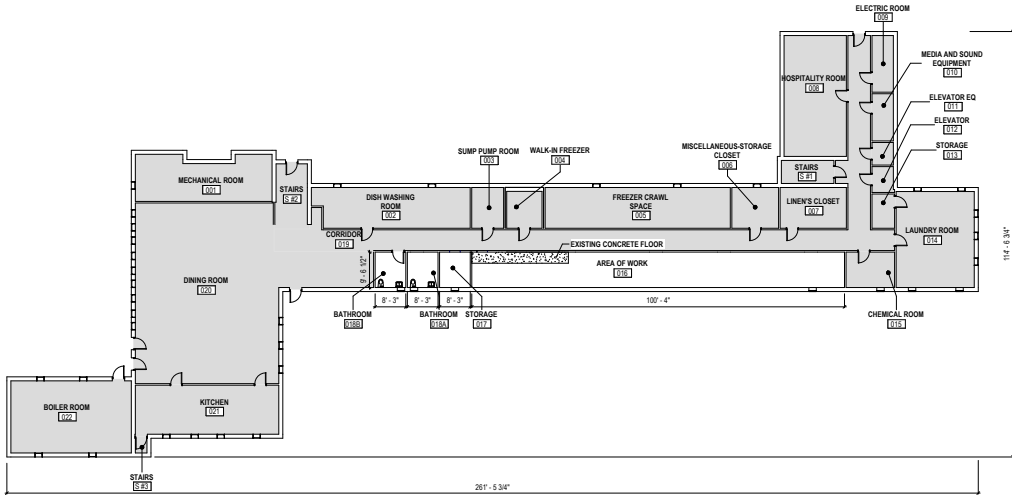 ELECTRIC ROOM
009
MEDIA AND SOUND
EQUIPMENT
010
HOSPITALITY ROOM
008
ELEVATOR EQ
011
ELEVATOR
012
STORAGE
013
MISCELLANEOUS-STORAGE
CLOSET
006
SUMP PUMP ROOM
003
WALK-IN FREEZER
004
STAIRS
S #1
MECHANICAL ROOM
001
STAIRS
S #2
DISH WASHING
ROOM
002
FREEZER CRAWL
SPACE
005
LINEN'S CLOSET
007
LAUNDRY ROOM
014
CORRIDOR
019
EXISTING CONCRETE FLOOR
AREA OF WORK
016
9' - 6 1/2"
114' - 6 3/4"
DINING ROOM
020
8' - 3"
8' - 3"
8' - 3"
100' - 4"
BATHROOM
018B
BATHROOM
018A
STORAGE
017
CHEMICAL ROOM
015
BOILER ROOM
022
KITCHEN
021
STAIRS
S #3
261' - 5 3/4"